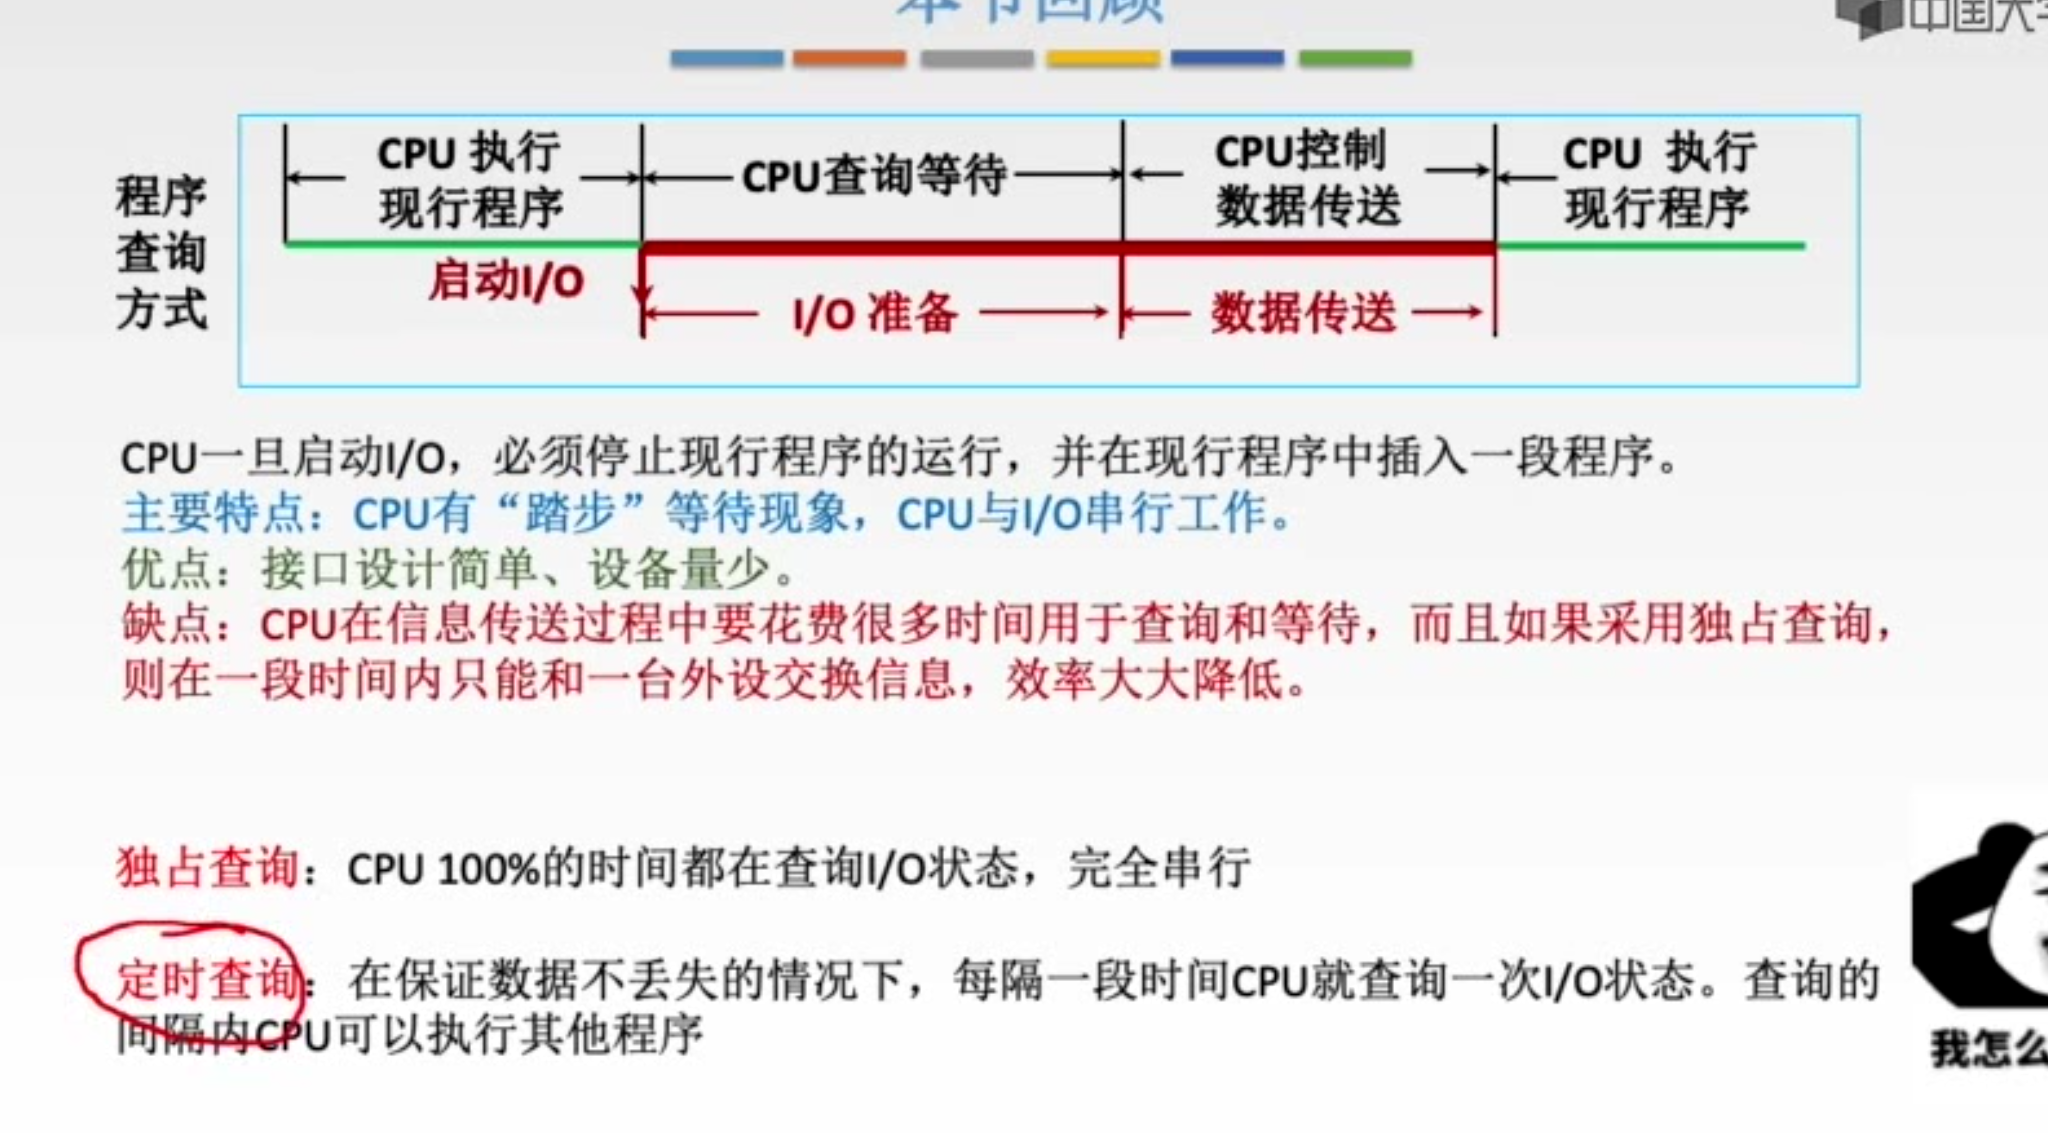 本节回顾
中国大学
CPU 执行
现行程序
CPU查询等待
CPU控制
数据传送
CPU 执行
现行程序
程序
查询
方式
启动I/O
I/O 准备
数据传送
CPU一旦启动I/O，必须停止现行程序的运行，并在现行程序中插入一段程序。
主要特点：CPU有“踏步”等待现象，CPU与I/O串行工作。
优点：接口设计简单、设备量少。
缺点：CPU在信息传送过程中要花费很多时间用于查询和等待，而且如果采用独占查询，
则在一段时间内只能和一台外设交换信息，效率大大降低。
独占查询：CPU 100%的时间都在查询I/O状态，完全串行
定时查询：在保证数据不丢失的情况下，每隔一段时间CPU就查询一次I/O状态。查询的
间隔内CPU可以执行其他程序
我怎么